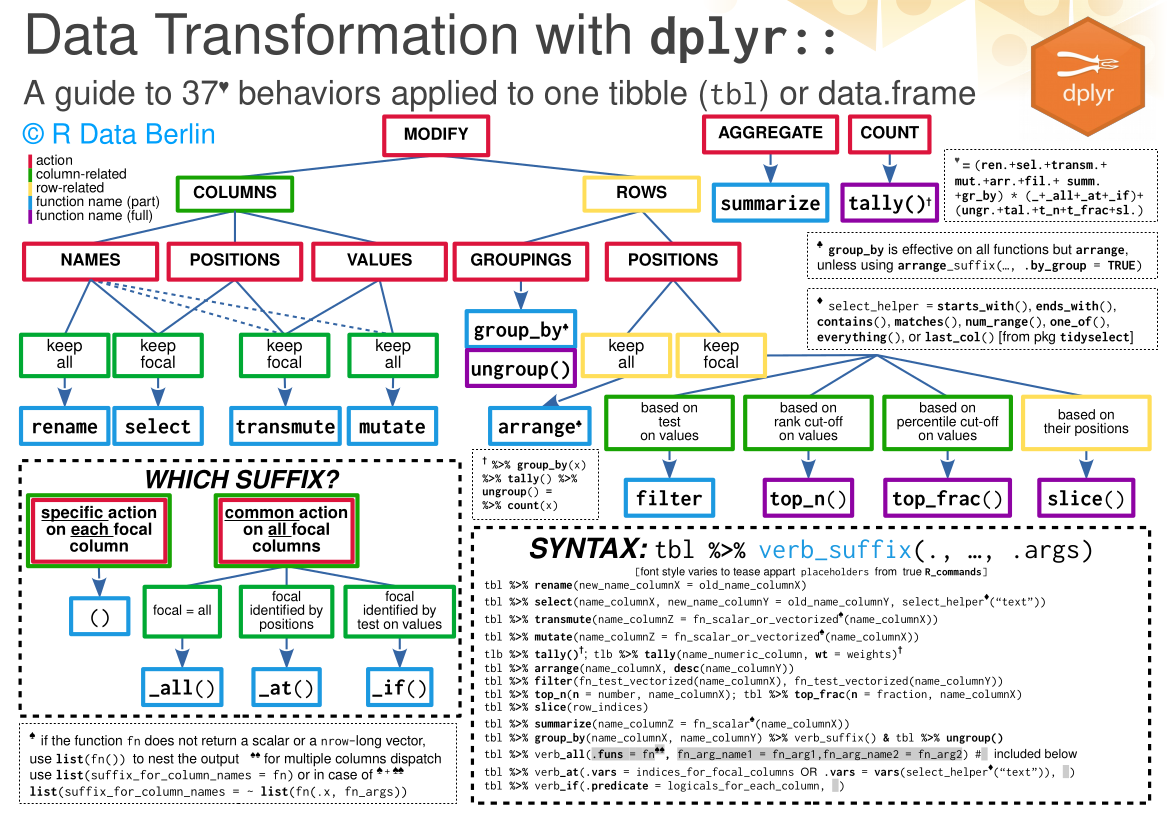 Data Transformation with dplyr::
A guide to 37♥ behaviors applied to one tibble (tbl) or data.frame
dplyr
© R Data Berlin
action
column-related
row-related
function name (part)
function name (full)
MODIFY
AGGREGATE
COUNT
COLUMNS
ROWS
summarize
tally()†
♥= (ren.+sel.+transm.+
mut.+arr.+fil.+ summ.
+gr_by) * (_+_all+_at+_if)+
(ungr.+tal.+t_n+t_frac+sl.)
♠ group_by is effective on all functions but arrange,
unless using arrange_suffix(…, .by_group = TRUE)
NAMES
POSITIONS
VALUES
GROUPINGS
POSITIONS
♦ select_helper = starts_with(), ends_with(),
contains(), matches(), num_range(), one_of(),
everything(), or last_col() [from pkg tidyselect]
group_by♠
ungroup()
keep
all
keep
focal
keep
focal
keep
all
keep
all
keep
focal
rename
select
transmute
mutate
arrange♠
based on
test
on values
based on
rank cut-off
on values
based on
percentile cut-off
on values
based on
their positions
filter
top_n()
top_frac()
slice()
† %>% group_by(x)
%>% tally() %>%
ungroup() =
%>% count(x)
WHICH SUFFIX?
specific action
on each focal
column
common action
on all focal
columns
()
focal = all
focal
identified by
positions
focal
identified by
test on values
_all()
_at()
_if()
♠ if the function fn does not return a scalar or a nrow-long vector,
use list(fn()) to nest the output ♠♠ for multiple columns dispatch
use list(suffix_for_column_names = fn) or in case of ♠+♠♠
list(suffix_for_column_names = ~ list(fn(.x, fn_args))
SYNTAX: tbl %>% verb_suffix(., …, .args)
[font style varies to tease appart placeholders from true R_commands]
tbl %>% rename(new_name_columnX = old_name_columnX)
tbl %>% select(name_columnX, new_name_columnY = old_name_columnY, select_helper♦(“text”))
tbl %>% transmute(name_columnZ = fn_scalar_or_vectorized♠(name_columnX))
tbl %>% mutate(name_columnZ = fn_scalar_or_vectorized♠(name_columnX))
tlb %>% tally()†; tlb %>% tally(name_numeric_column, wt = weights)†
tbl %>% arrange(name_columnX, desc(name_columnY))
tbl %>% filter(fn_test_vectorized(name_columnX), fn_test_vectorized(name_columnY))
tbl %>% top_n(n = number, name_columnX); tbl %>% top_frac(n = fraction, name_columnX)
tbl %>% slice(row_indices)
tbl %>% summarize(name_columnZ = fn_scalar♠(name_columnX))
tbl %>% group_by(name_columnX, name_columnY) %>% verb_suffix() & tbl %>% ungroup()
tbl %>% verb_all(.funs = fn♠♠, fn_arg_name1 = fn_arg1,fn_arg_name2 = fn_arg2) # included below
tbl %>% verb_at(.vars = indices_for_focal_columns OR .vars = vars(select_helper♦(“text”)), )
tbl %>% verb_if(.predicate = logicals_for_each_column, )